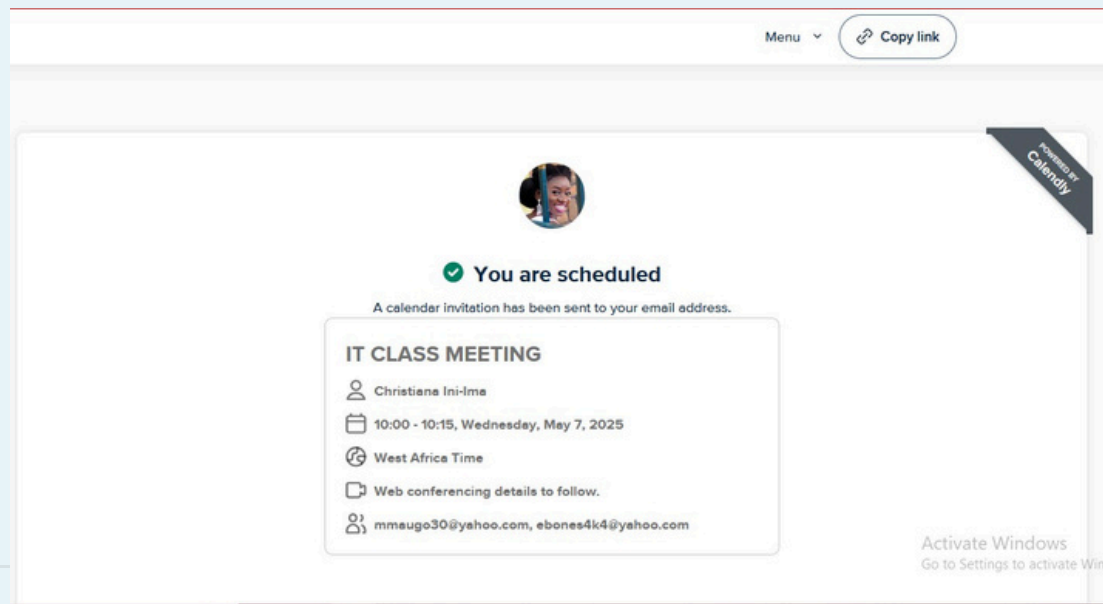 Menu
Copy link
POWERED BY
Calendly
You are scheduled
A calendar invitation has been sent to your email address.
IT CLASS MEETING
Christiana Ini-Ima
10:00 - 10:15, Wednesday, May 7, 2025
West Africa Time
Web conferencing details to follow.
mmaugo30@yahoo.com, ebones4k4@yahoo.com
Activate Windows
Go to Settings to activate Win